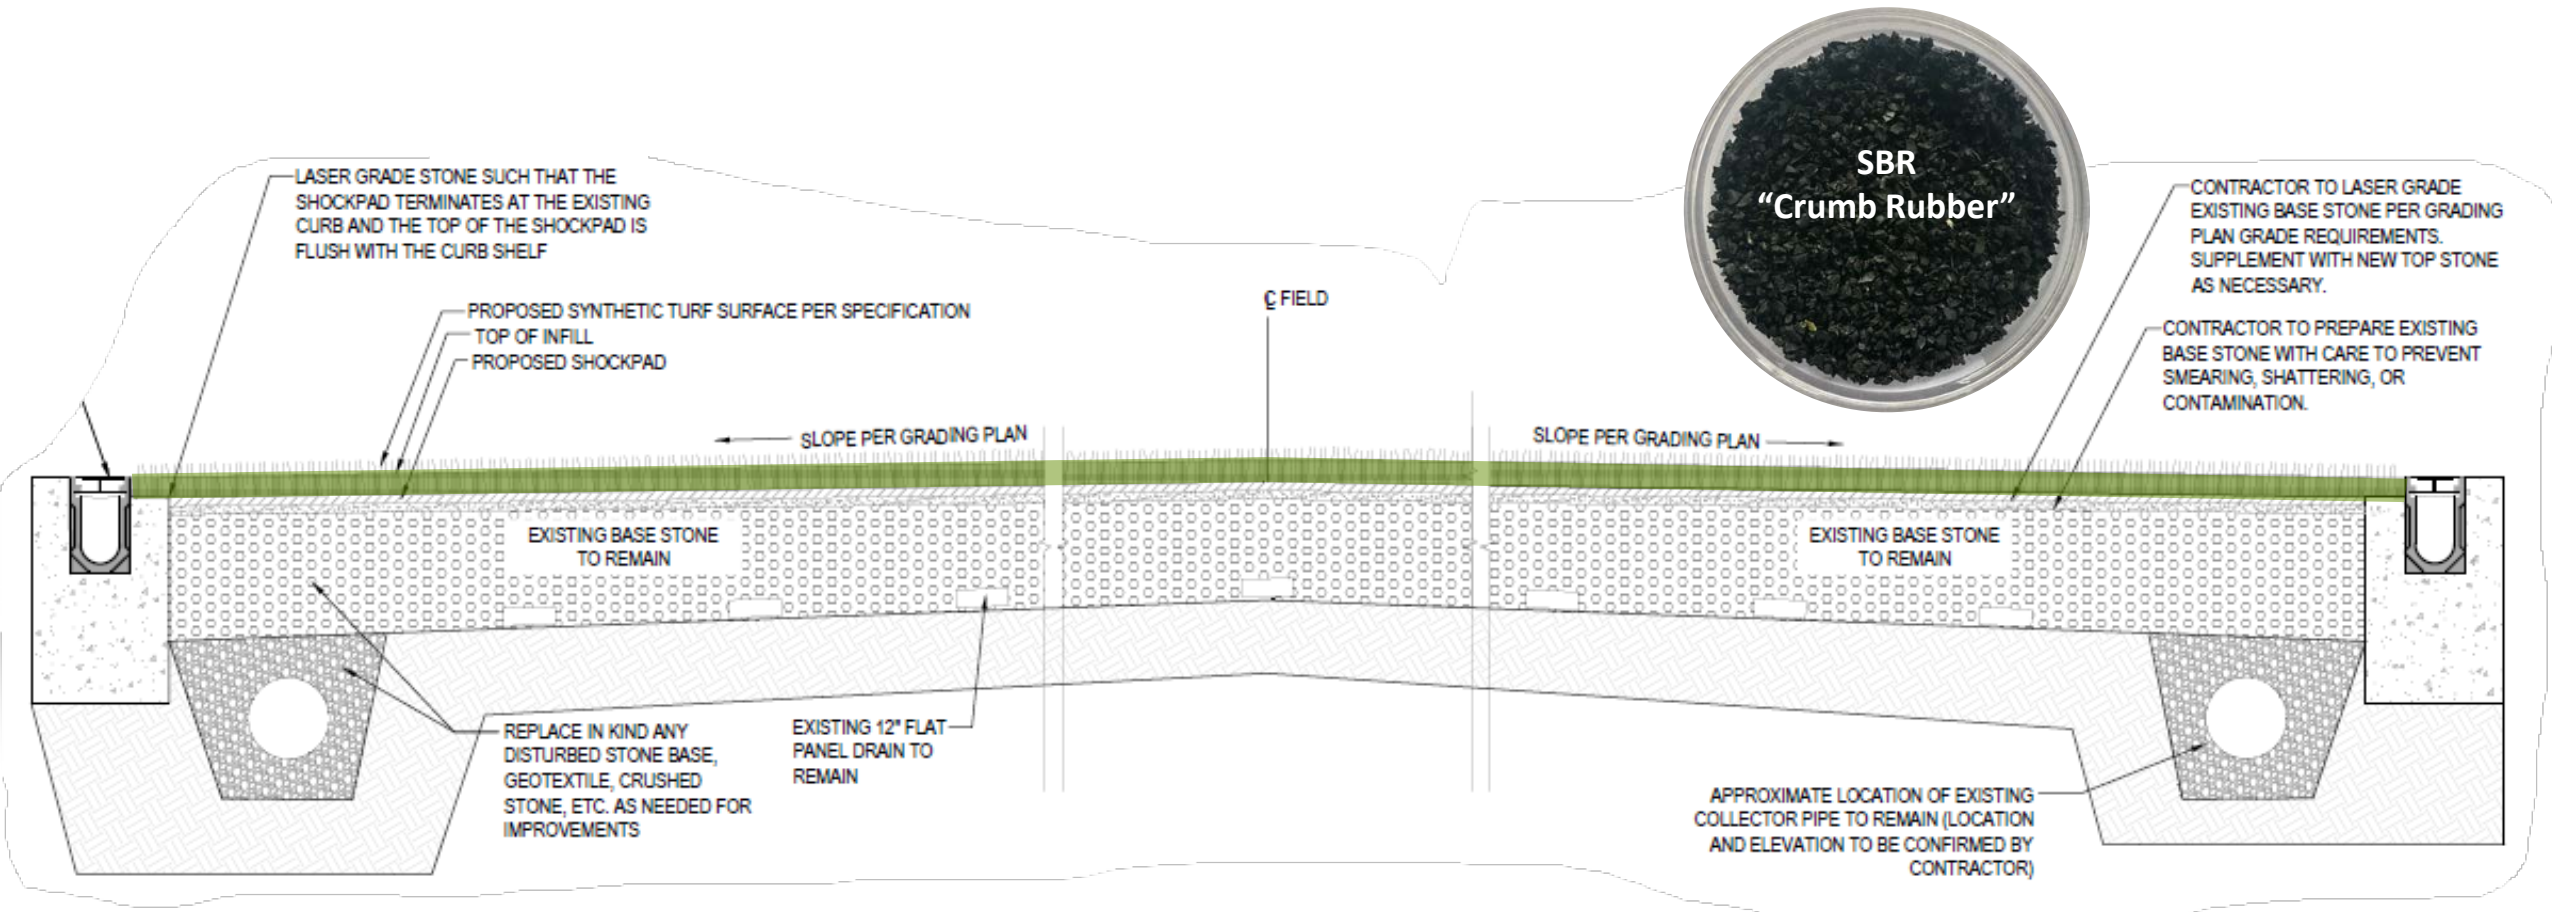 SBR
“Crumb Rubber”
LASER GRADE STONE SUCH THAT THE
SHOCKPAD TERMINATES AT THE EXISTING
CURB AND THE TOP OF THE SHOCKPAD IS
FLUSH WITH THE CURB SHELF
CONTRACTOR TO LASER GRADE
EXISTING BASE STONE PER GRADING
PLAN GRADE REQUIREMENTS.
SUPPLEMENT WITH NEW TOP STONE
AS NECESSARY.
PROPOSED SYNTHETIC TURF SURFACE PER SPECIFICATION
TOP OF INFILL
PROPOSED SHOCKPAD
℄ FIELD
CONTRACTOR TO PREPARE EXISTING
BASE STONE WITH CARE TO PREVENT
SMEARING, SHATTERING, OR
CONTAMINATION.
SLOPE PER GRADING PLAN
SLOPE PER GRADING PLAN
EXISTING BASE STONE
TO REMAIN
EXISTING BASE STONE
TO REMAIN
REPLACE IN KIND ANY
DISTURBED STONE BASE,
GEOTEXTILE, CRUSHED
STONE, ETC. AS NEEDED FOR
IMPROVEMENTS
EXISTING 12" FLAT
PANEL DRAIN TO
REMAIN
APPROXIMATE LOCATION OF EXISTING
COLLECTOR PIPE TO REMAIN (LOCATION
AND ELEVATION TO BE CONFIRMED BY
CONTRACTOR)